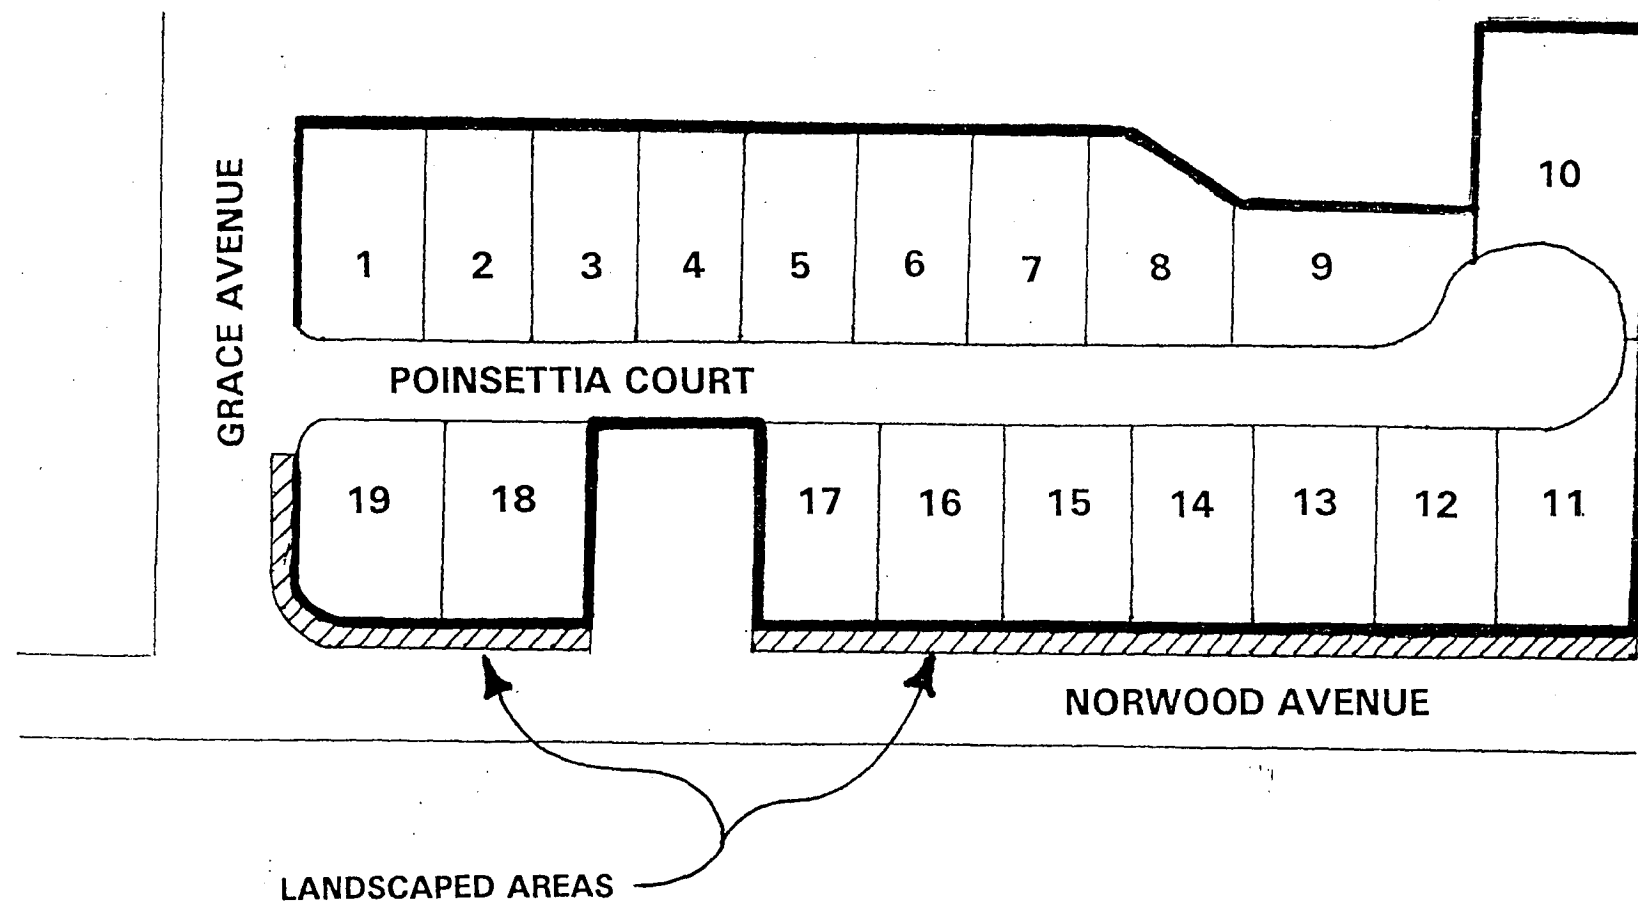 10
1 2 3 4 5 6 7 8 9
GRACE AVENUE
POINSETTIA COURT
19 18 17 16 15 14 13 12 11
NORWOOD AVENUE
LANDSCAPED AREAS